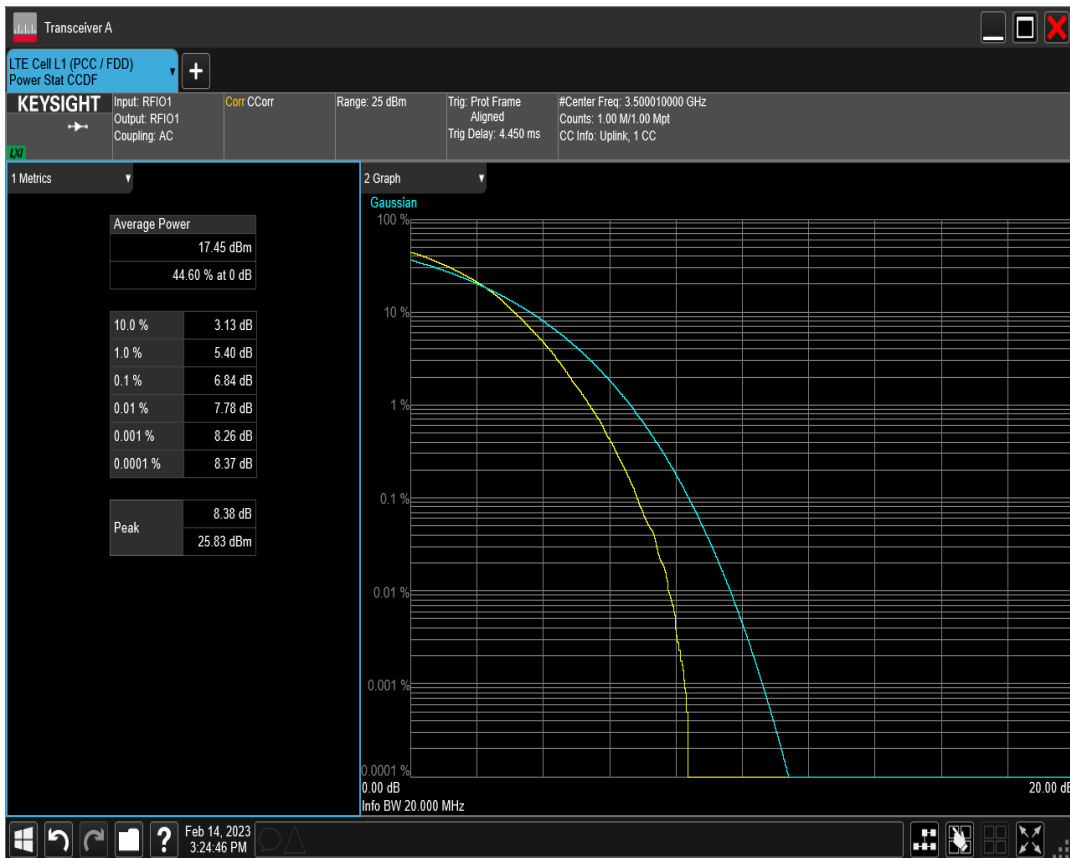 Transceiver A
LTE Cell L1 (PCC / FDD)
Power Stat CCDF
KEYSIGHT
LXI
Input: RFIO1
Output: RFIO1
Coupling: AC
Corr CCorr
Range: 25 dBm
Trig: Prot Frame
Aligned
Trig Delay: 4.450 ms
#Center Freq: 3.500010000 GHz
Counts: 1.00 M/1.00 Mpt
CC Info: Uplink, 1 CC
1 Metrics
Average Power
17.45 dBm
44.60 % at 0 dB
10.0 % 3.13 dB
1.0 % 5.40 dB
0.1 % 6.84 dB
0.01 % 7.78 dB
0.001 % 8.26 dB
0.0001 % 8.37 dB
Peak
8.38 dB
25.83 dBm
2 Graph
Gaussian
100 %
10 %
1 %
0.1 %
0.01 %
0.001 %
0.0001 %
0.00 dB 20.00 dB
Info BW 20.000 MHz
Feb 14, 2023
3:24:46 PM